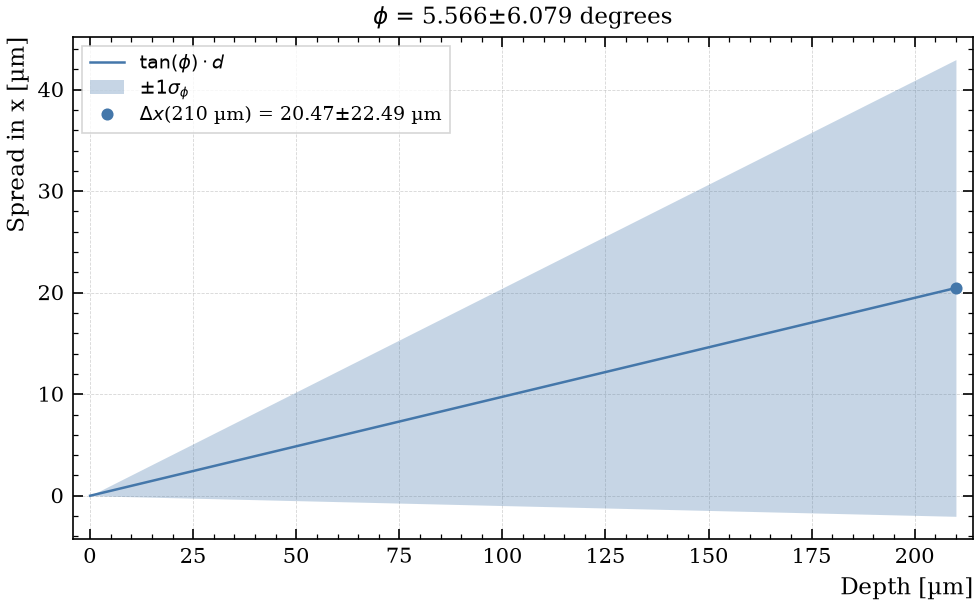 ϕ = 5.566±6.079 degrees
Spread in x [µm]
tan(ϕ) · d
±1σϕ
Δx(210 µm) = 20.47±22.49 µm
40
30
20
10
0
0 25 50 75 100 125 150 175 200
Depth [µm]